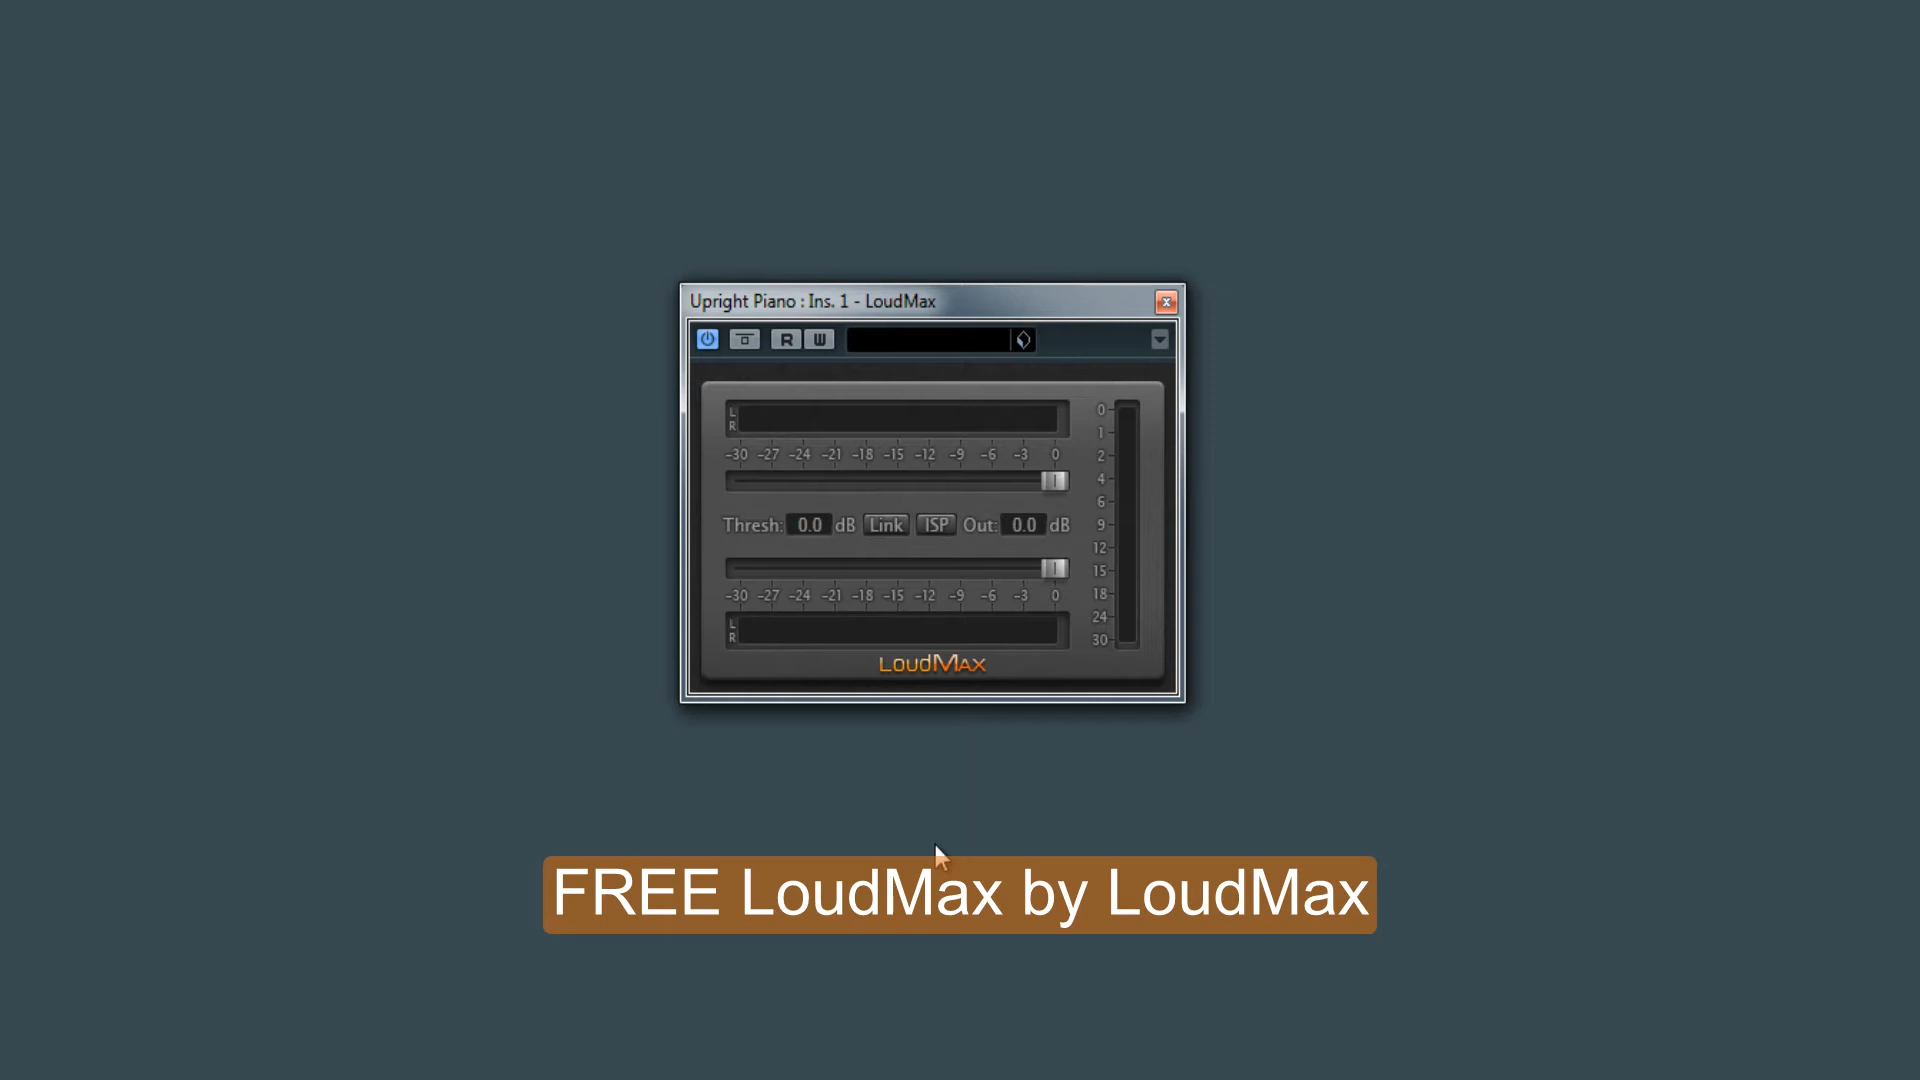 Upright Piano : Ins. 1 - LoudMax
x
R W
L
R
-30 -27 -24 -21 -18 -15 -12 -9 -6 -3 0
Thresh: 0.0 dB Link ISP Out: 0.0 dB
-30 -27 -24 -21 -18 -15 -12 -9 -6 -3 0
L
R
LoudMax
0
1
2
4
6
9
12
15
18
24
30
FREE LoudMax by LoudMax